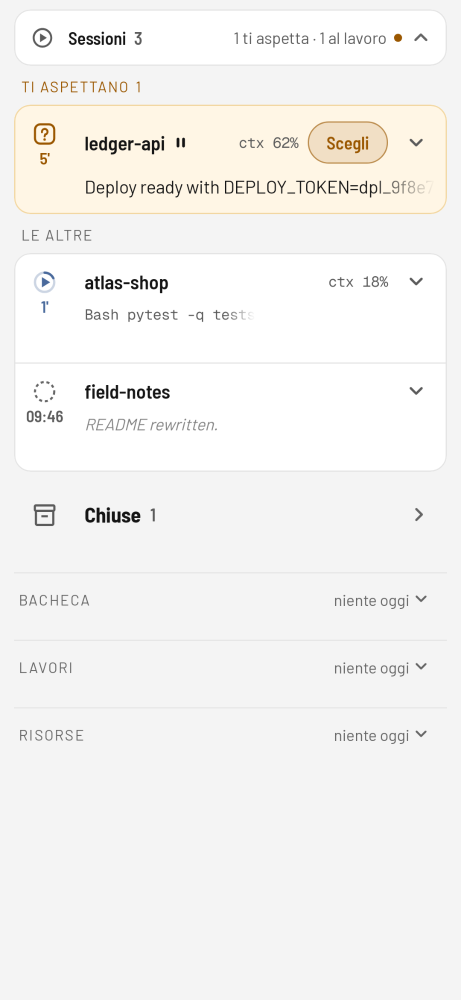 Sessioni 3
1 ti aspetta · 1 al lavoro
TI ASPETTANO 1
ledger-api
ctx 62%
Scegli
5'
Deploy ready with DEPLOY_TOKEN=dpl_9f8e7
LE ALTRE
atlas-shop
ctx 18%
1'
Bash pytest -q tests
field-notes
09:46
README rewritten.
Chiuse 1
BACHECA
niente oggi
LAVORI
niente oggi
RISORSE
niente oggi